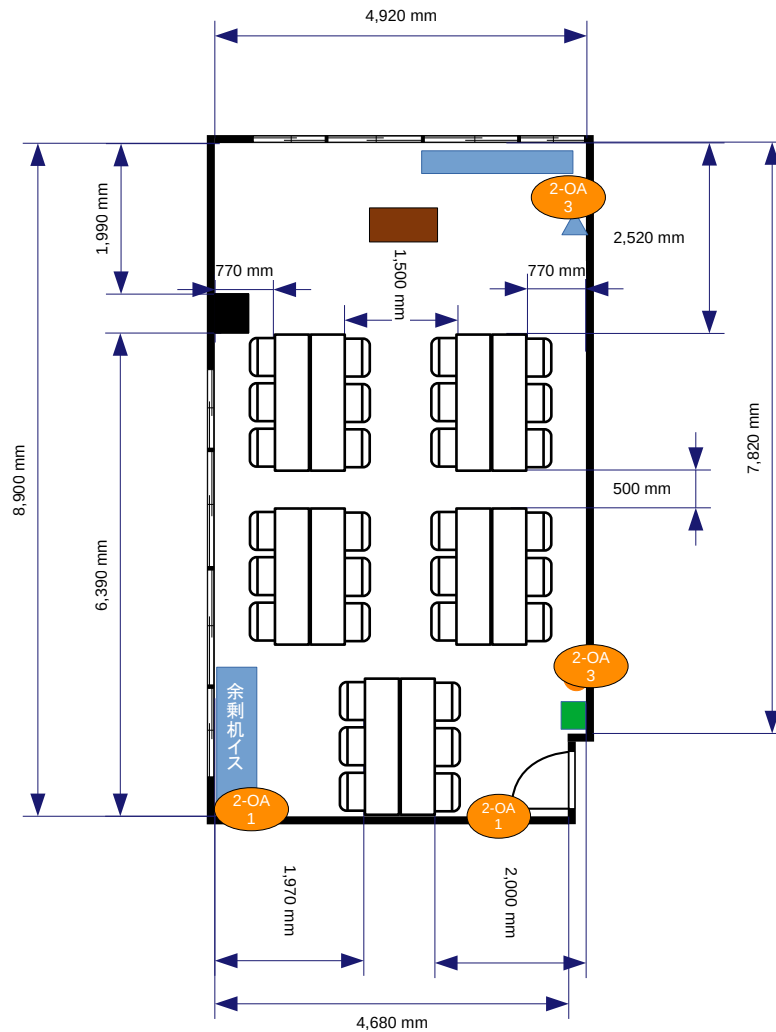 4,920 mm
2-OA
3
1,990 mm
2,520 mm
770 mm
1,500 mm
770 mm
8,900 mm
7,820 mm
500 mm
6,390 mm
2-OA
3
余剰机イス
2-OA
1
2-OA
1
1,970 mm
2,000 mm
4,680 mm